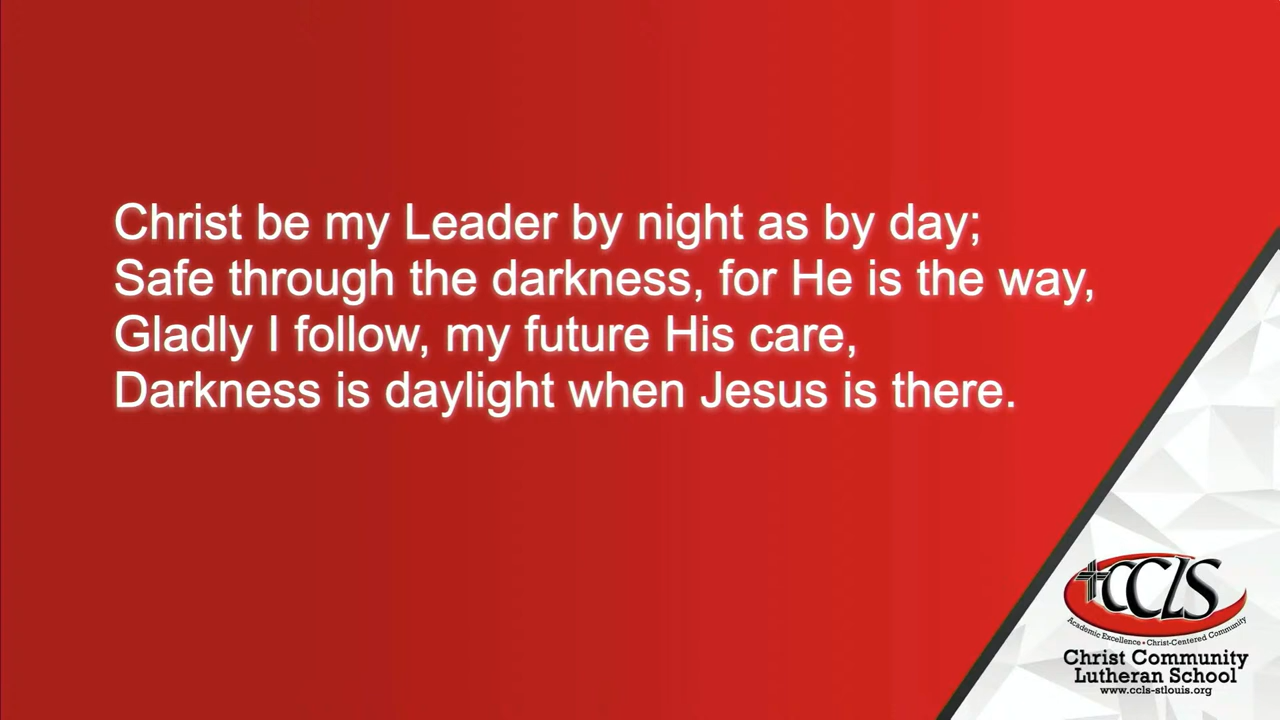 Christ be my Leader by night as by day;
Safe through the darkness, for He is the way,
Gladly I follow, my future His care,
Darkness is daylight when Jesus is there.
CCLS
Academic Excellence • Christ-Centered Community
Christ Community
Lutheran School
www.ccls-stlouis.org